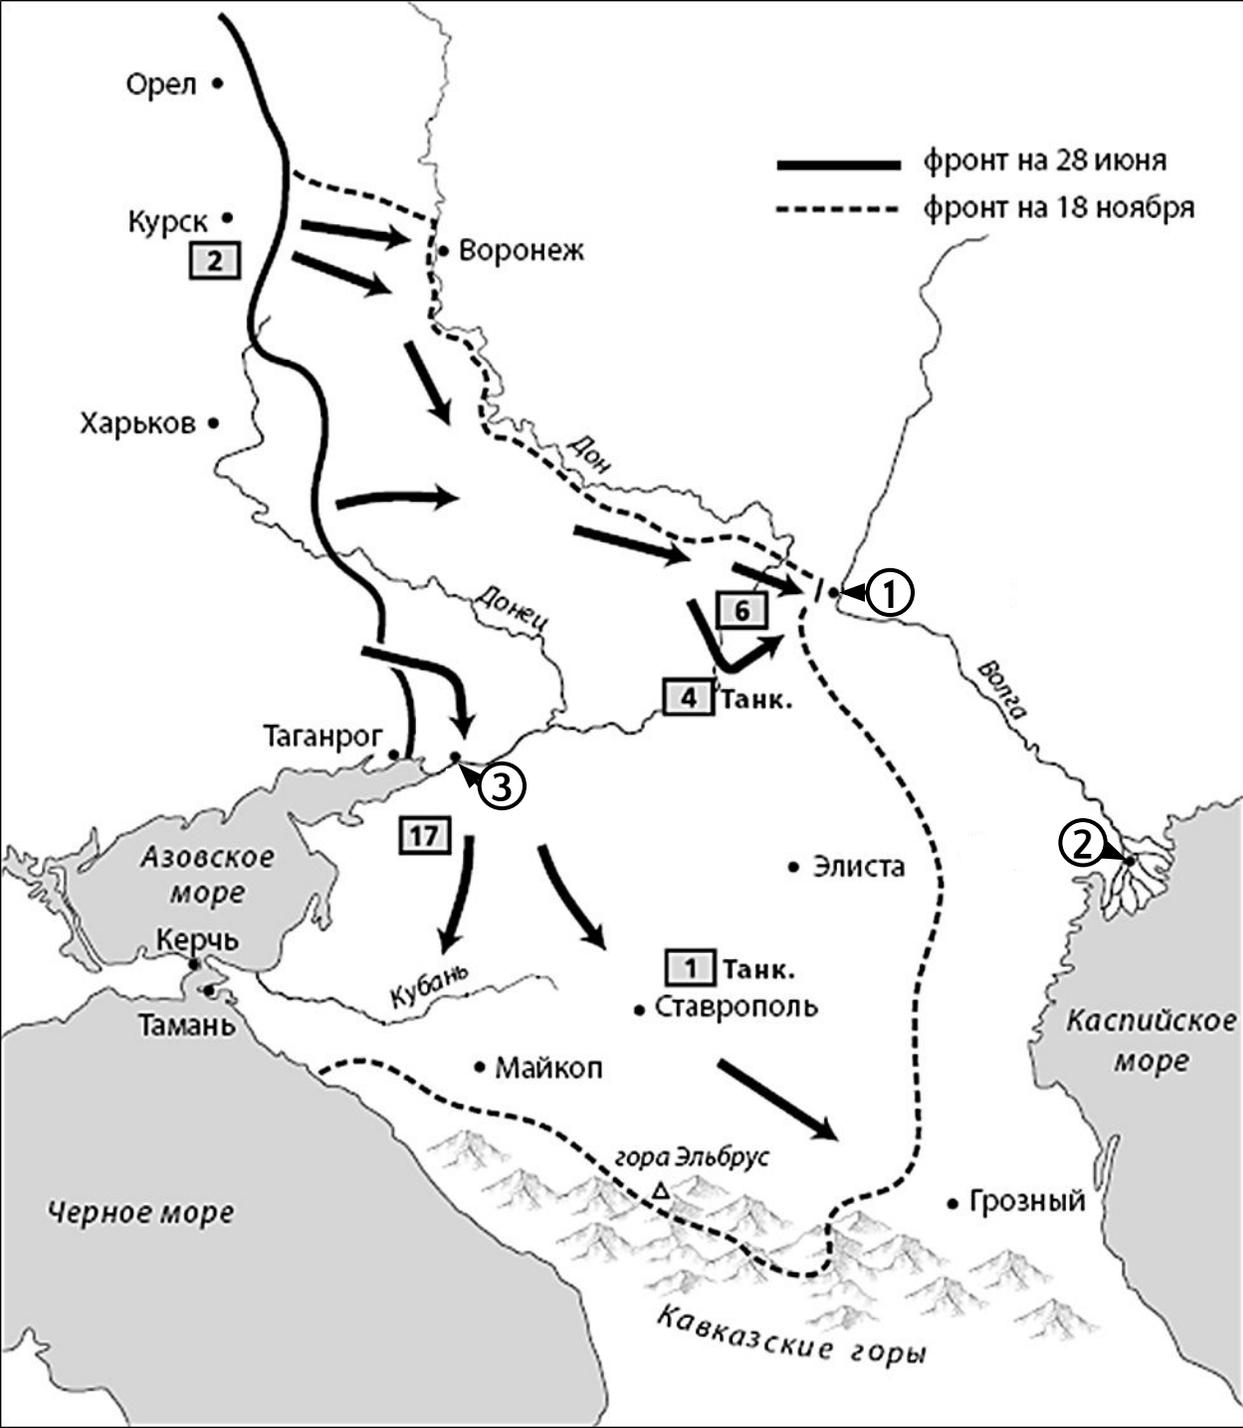 Орел
фронт на 28 июня
фронт на 18 ноября
Курск
2
Воронеж
Харьков
Дон
1
6
Донец
4 Танк.
Волга
Таганрог
3
17
2
Азовское
море
Элиста
Керчь
1 Танк.
Кубань
Ставрополь
Тамань
Каспийское
море
Майкоп
гора Эльбрус
Грозный
Черное море
Кавказские горы